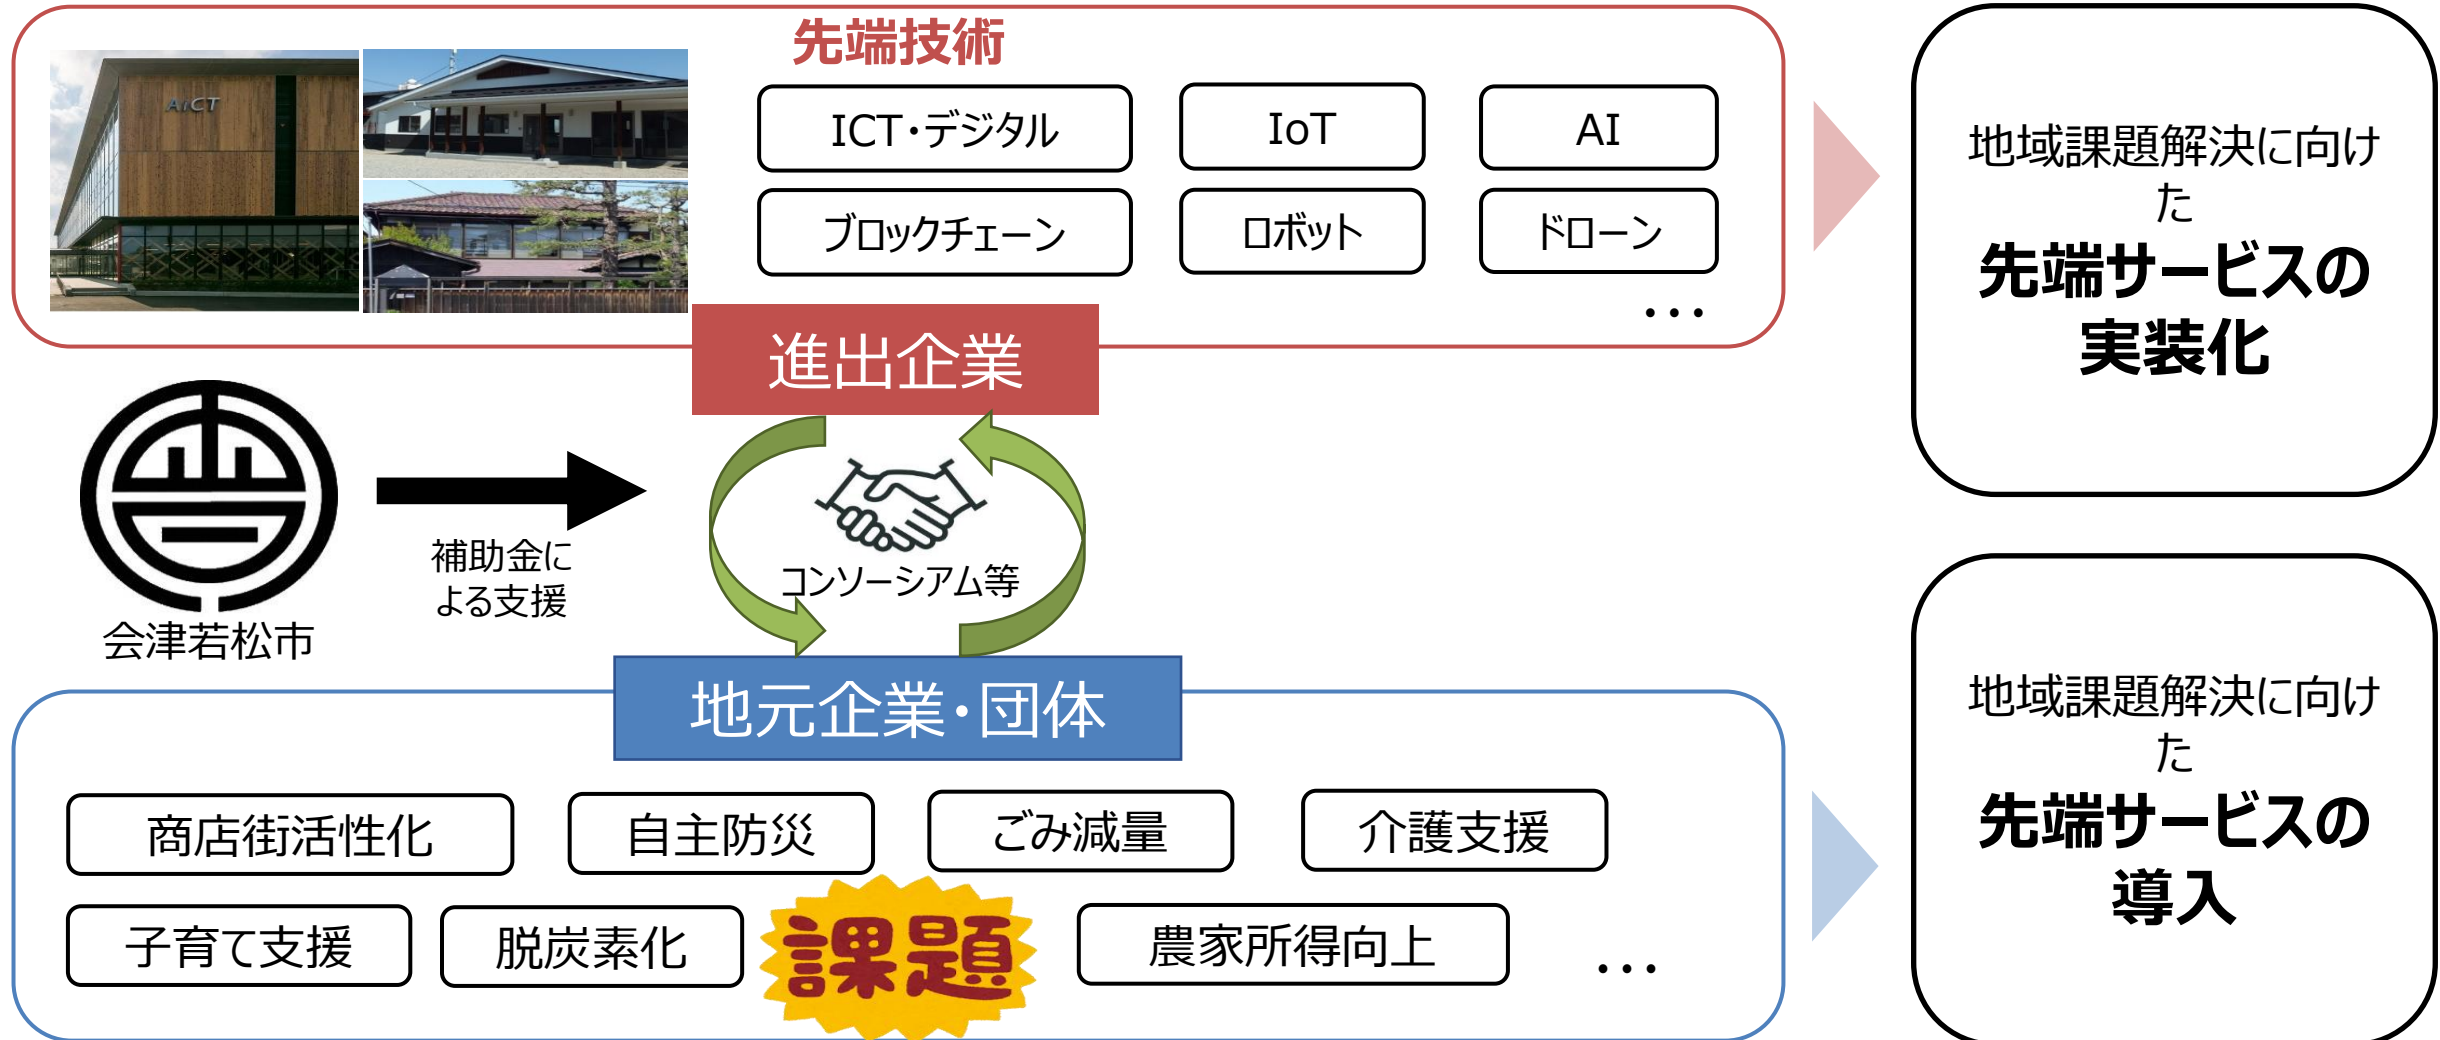 先端技術
AiCT
ICT・デジタル
IoT
AI
ブロックチェーン
ロボット
ドローン
…
進出企業
地域課題解決に向け
た
先端サービスの
実装化
会津若松市
補助金に
よる支援
コンソーシアム等
地元企業・団体
商店街活性化
自主防災
ごみ減量
介護支援
子育て支援
脱炭素化
課題
農家所得向上
…
地域課題解決に向け
た
先端サービスの
導入